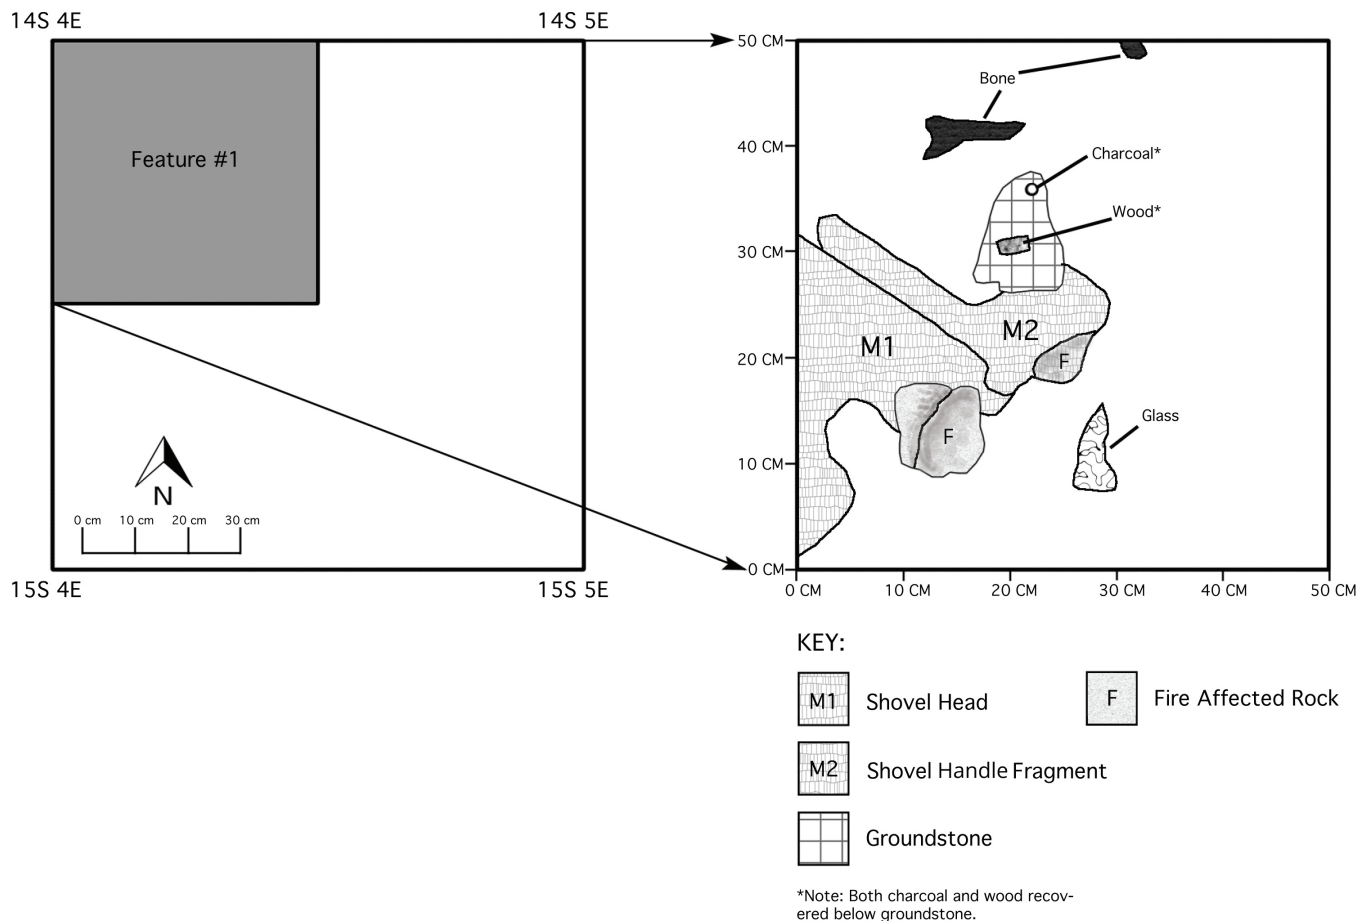 14S 4E
14S 5E
Feature #1
N
0 cm 10 cm 20 cm 30 cm
15S 4E
15S 5E
50 CM
40 CM
30 CM
20 CM
10 CM
0 CM
Bone
Charcoal*
Wood*
M2
M1
F
Glass
F
0 CM 10 CM 20 CM 30 CM 40 CM 50 CM
KEY:
M1 Shovel Head
F Fire Affected Rock
M2 Shovel Handle Fragment
Groundstone
*Note: Both charcoal and wood recov-
ered below groundstone.